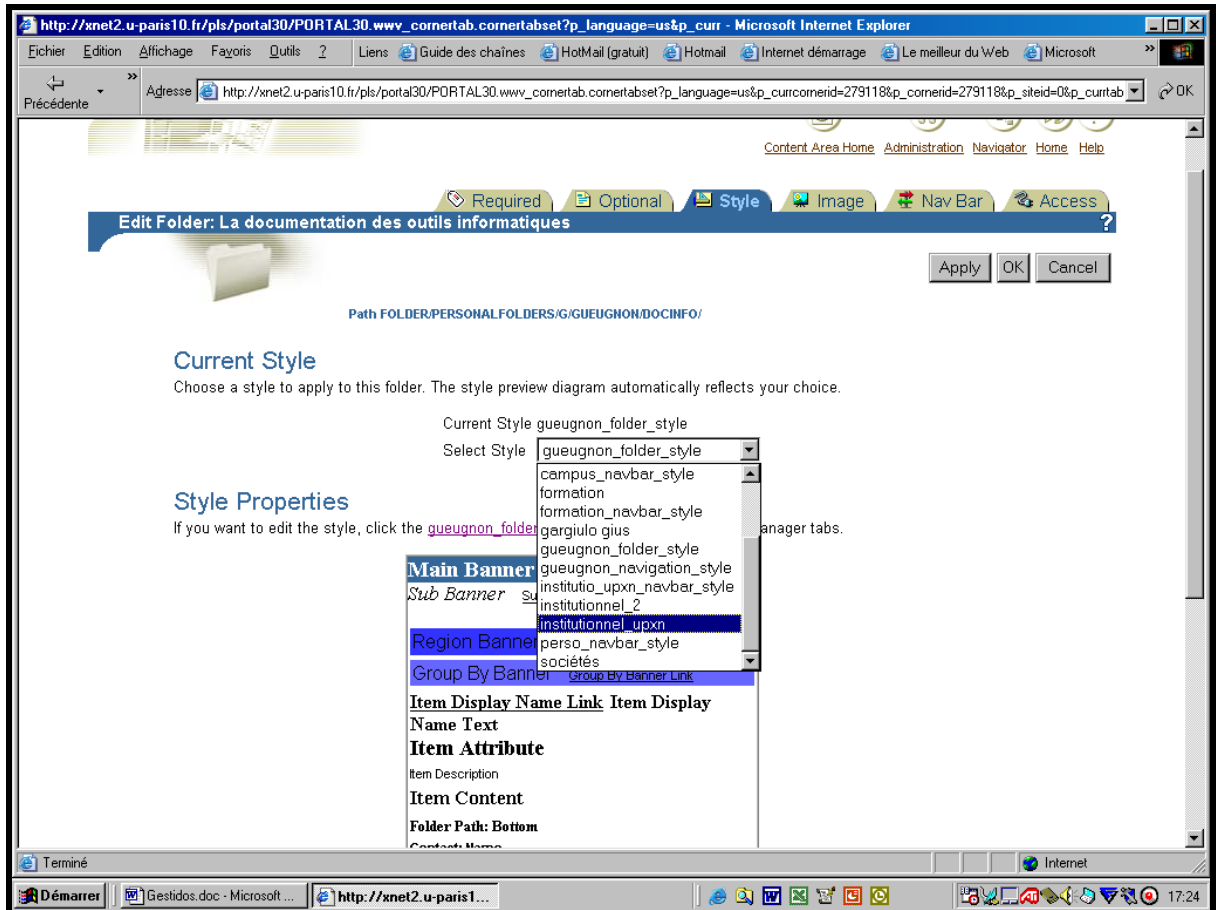 http://xnet2.u-paris10.fr/pls/portal30/PORTAL30.wwv_cornertab.cornertabset?p_language=us&p_curr - Microsoft Internet Explorer
Fichier Edition Affichage Favoris Outils ? Liens Guide des chaînes HotMail (gratuit) Hotmail Internet démarrage Le meilleur du Web Microsoft »
Précédente » Adresse http://xnet2.u-paris10.fr/pls/portal30/PORTAL30.wwv_cornertab.cornertabset?p_language=us&p_currcornerid=279118&p_cornerid=279118&p_siteid=0&p_currtab OK
Content Area Home Administration Navigator Home Help
Required Optional Style Image Nav Bar Access
Edit Folder: La documentation des outils informatiques ?
Apply OK Cancel
Path FOLDER/PERSONALFOLDERS/G/GUEUGNON/DOCINFO/
Current Style
Choose a style to apply to this folder. The style preview diagram automatically reflects your choice.
Current Style gueugnon_folder_style
Select Style gueugnon_folder_style
campus_navbar_style
formation
formation_navbar_style
gargiulo gius
gueugnon_folder_style
gueugnon_navigation_style
institutio_upxn_navbar_style
institutionnel_2
institutionnel_upxn
perso_navbar_style
sociétés
Style Properties
If you want to edit the style, click the gueugnon_folder anager tabs.
Main Banner
Sub Banner Su
Region Banner
Group By Banner Group By Banner Link
Item Display Name Link Item Display
Name Text
Item Attribute
Item Description
Item Content
Folder Path: Bottom
Contact: Name
Terminé Internet
Démarrer Gestidos.doc - Microsoft ... http://xnet2.u-paris1... 17:24